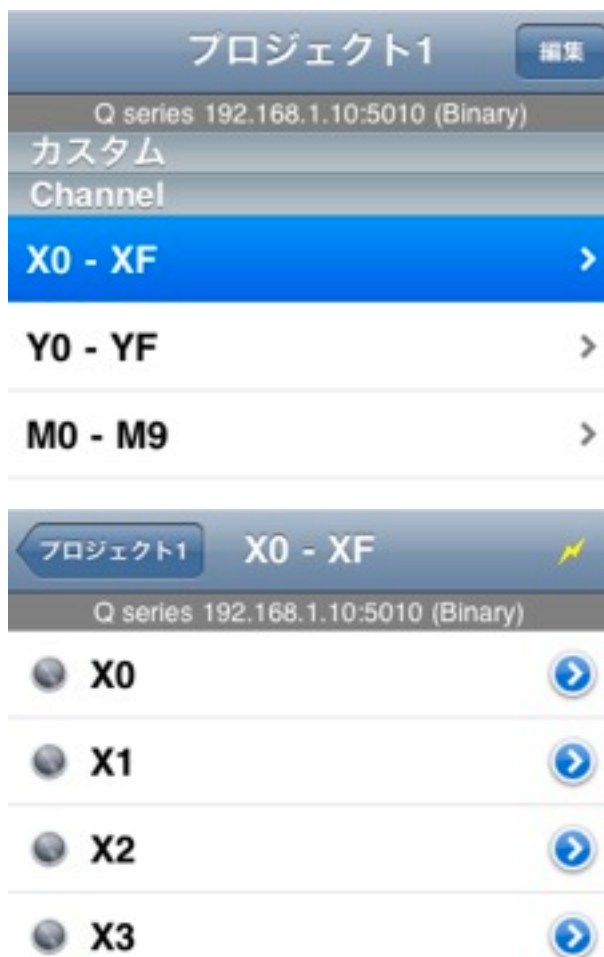 プロジェクト1 編集
Q series 192.168.1.10:5010 (Binary)
カスタム
Channel
X0 - XF
Y0 - YF
M0 - M9
プロジェクト1 X0 - XF
Q series 192.168.1.10:5010 (Binary)
X0
X1
X2
X3